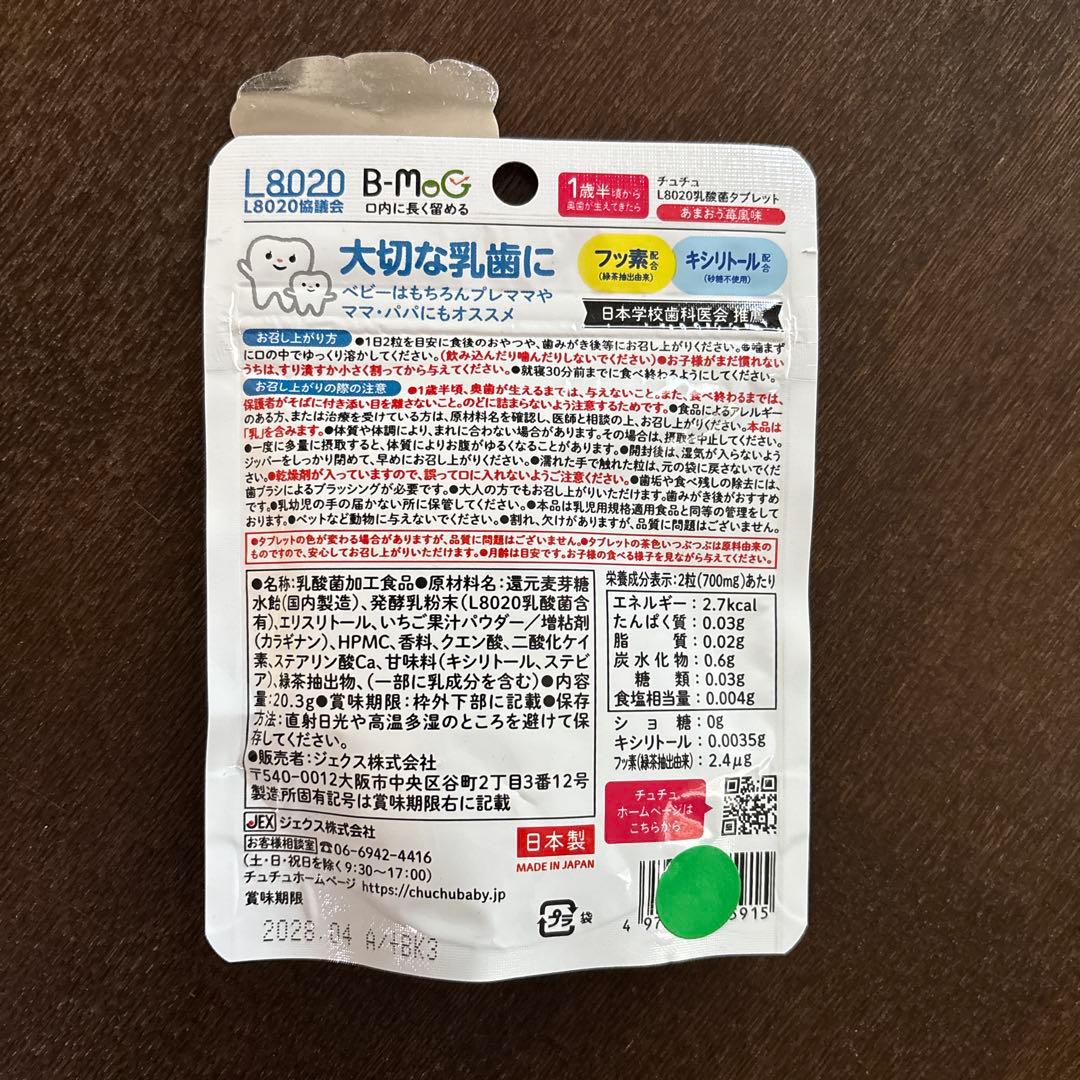 L8020
L8020協議会
B-MoG
口内に長く留める
1歳半頃から
奥歯が生えてきたら
チュチュ
L8020乳酸菌タブレット
あまおう苺風味
大切な乳歯に
ベビーはもちろんプレママや
ママ・パパにもオススメ
フッ素配合
(緑茶抽出由来)
キシリトール配合
(砂糖不使用)
日本学校歯科医会 推薦
お召し上がり方 ●1日2粒を目安に食後のおやつや、歯みがき後等にお召し上がりください。●噛まず
に口の中でゆっくり溶かしてください。(飲み込んだり噛んだりしないでください)●お子様がまだ慣れない
うちは、すり潰すか小さく割ってから与えてください。●就寝30分前までに食べ終わるようにしてください。
お召し上がりの際の注意 ●1歳半頃、奥歯が生えるまでは、与えないこと。また、食べ終わるまでは、
保護者がそばに付き添い目を離さないこと。のどに詰まらないよう注意するためです。●食品によるアレルギー
のある方、または治療を受けている方は、原材料名を確認し、医師と相談の上、お召し上がりください。本品は
「乳」を含みます。●体質や体調により、まれに合わない場合があります。その場合は、摂取を中止してください。
●一度に多量に摂取すると、体質によりお腹がゆるくなることがあります。●開封後は、湿気が入らないよう
ジッパーをしっかり閉めて、早めにお召し上がりください。●濡れた手で触れた粒は、元の袋に戻さないでくだ
さい。●乾燥剤が入っていますので、誤って口に入れないようご注意ください。●歯垢や食べ残しの除去には、
歯ブラシによるブラッシングが必要です。●大人の方でもお召し上がりいただけます。歯みがき後がおすすめ
です。●乳幼児の手の届かない所に保管してください。●本品は乳児用規格適用食品と同等の管理をして
おります。●ペットなど動物に与えないでください。●割れ、欠けがありますが、品質に問題はございません。
●タブレットの色が変わる場合がありますが、品質に問題はございません。●タブレットの茶色いつぶつぶは原料由来の
ものですので、安心してお召し上がりいただけます。●月齢は目安です。お子様の食べる様子を見ながら与えてください。
●名称:乳酸菌加工食品●原材料名:還元麦芽糖
水飴(国内製造)、発酵乳粉末(L8020乳酸菌含
有)、エリスリトール、いちご果汁パウダー/増粘剤
(カラギナン)、HPMC、香料、クエン酸、二酸化ケイ
素、ステアリン酸Ca、甘味料(キシリトール、ステビ
ア)、緑茶抽出物、(一部に乳成分を含む)●内容
量:20.3g●賞味期限:枠外下部に記載●保存
方法:直射日光や高温多湿のところを避けて保
存してください。
●販売者:ジェクス株式会社
〒540-0012大阪市中央区谷町2丁目3番12号
製造所固有記号は賞味期限右に記載
栄養成分表示:2粒(700mg)あたり
エネルギー:2.7kcal
たんぱく質:0.03g
脂質:0.02g
炭水化物:0.6g
糖類:0.03g
食塩相当量:0.004g
ショ糖:0g
キシリトール:0.0035g
フッ素(緑茶抽出由来):2.4μg
チュチュ
ホームページは
こちらから
JEX ジェクス株式会社
お客様相談室 ☎06-6942-4416
(土・日・祝日を除く9:30～17:00)
チュチュホームページ https://chuchubaby.jp
賞味期限
2028.04 A/tBK3
日本製
MADE IN JAPAN
プラ 袋
4 97 5915